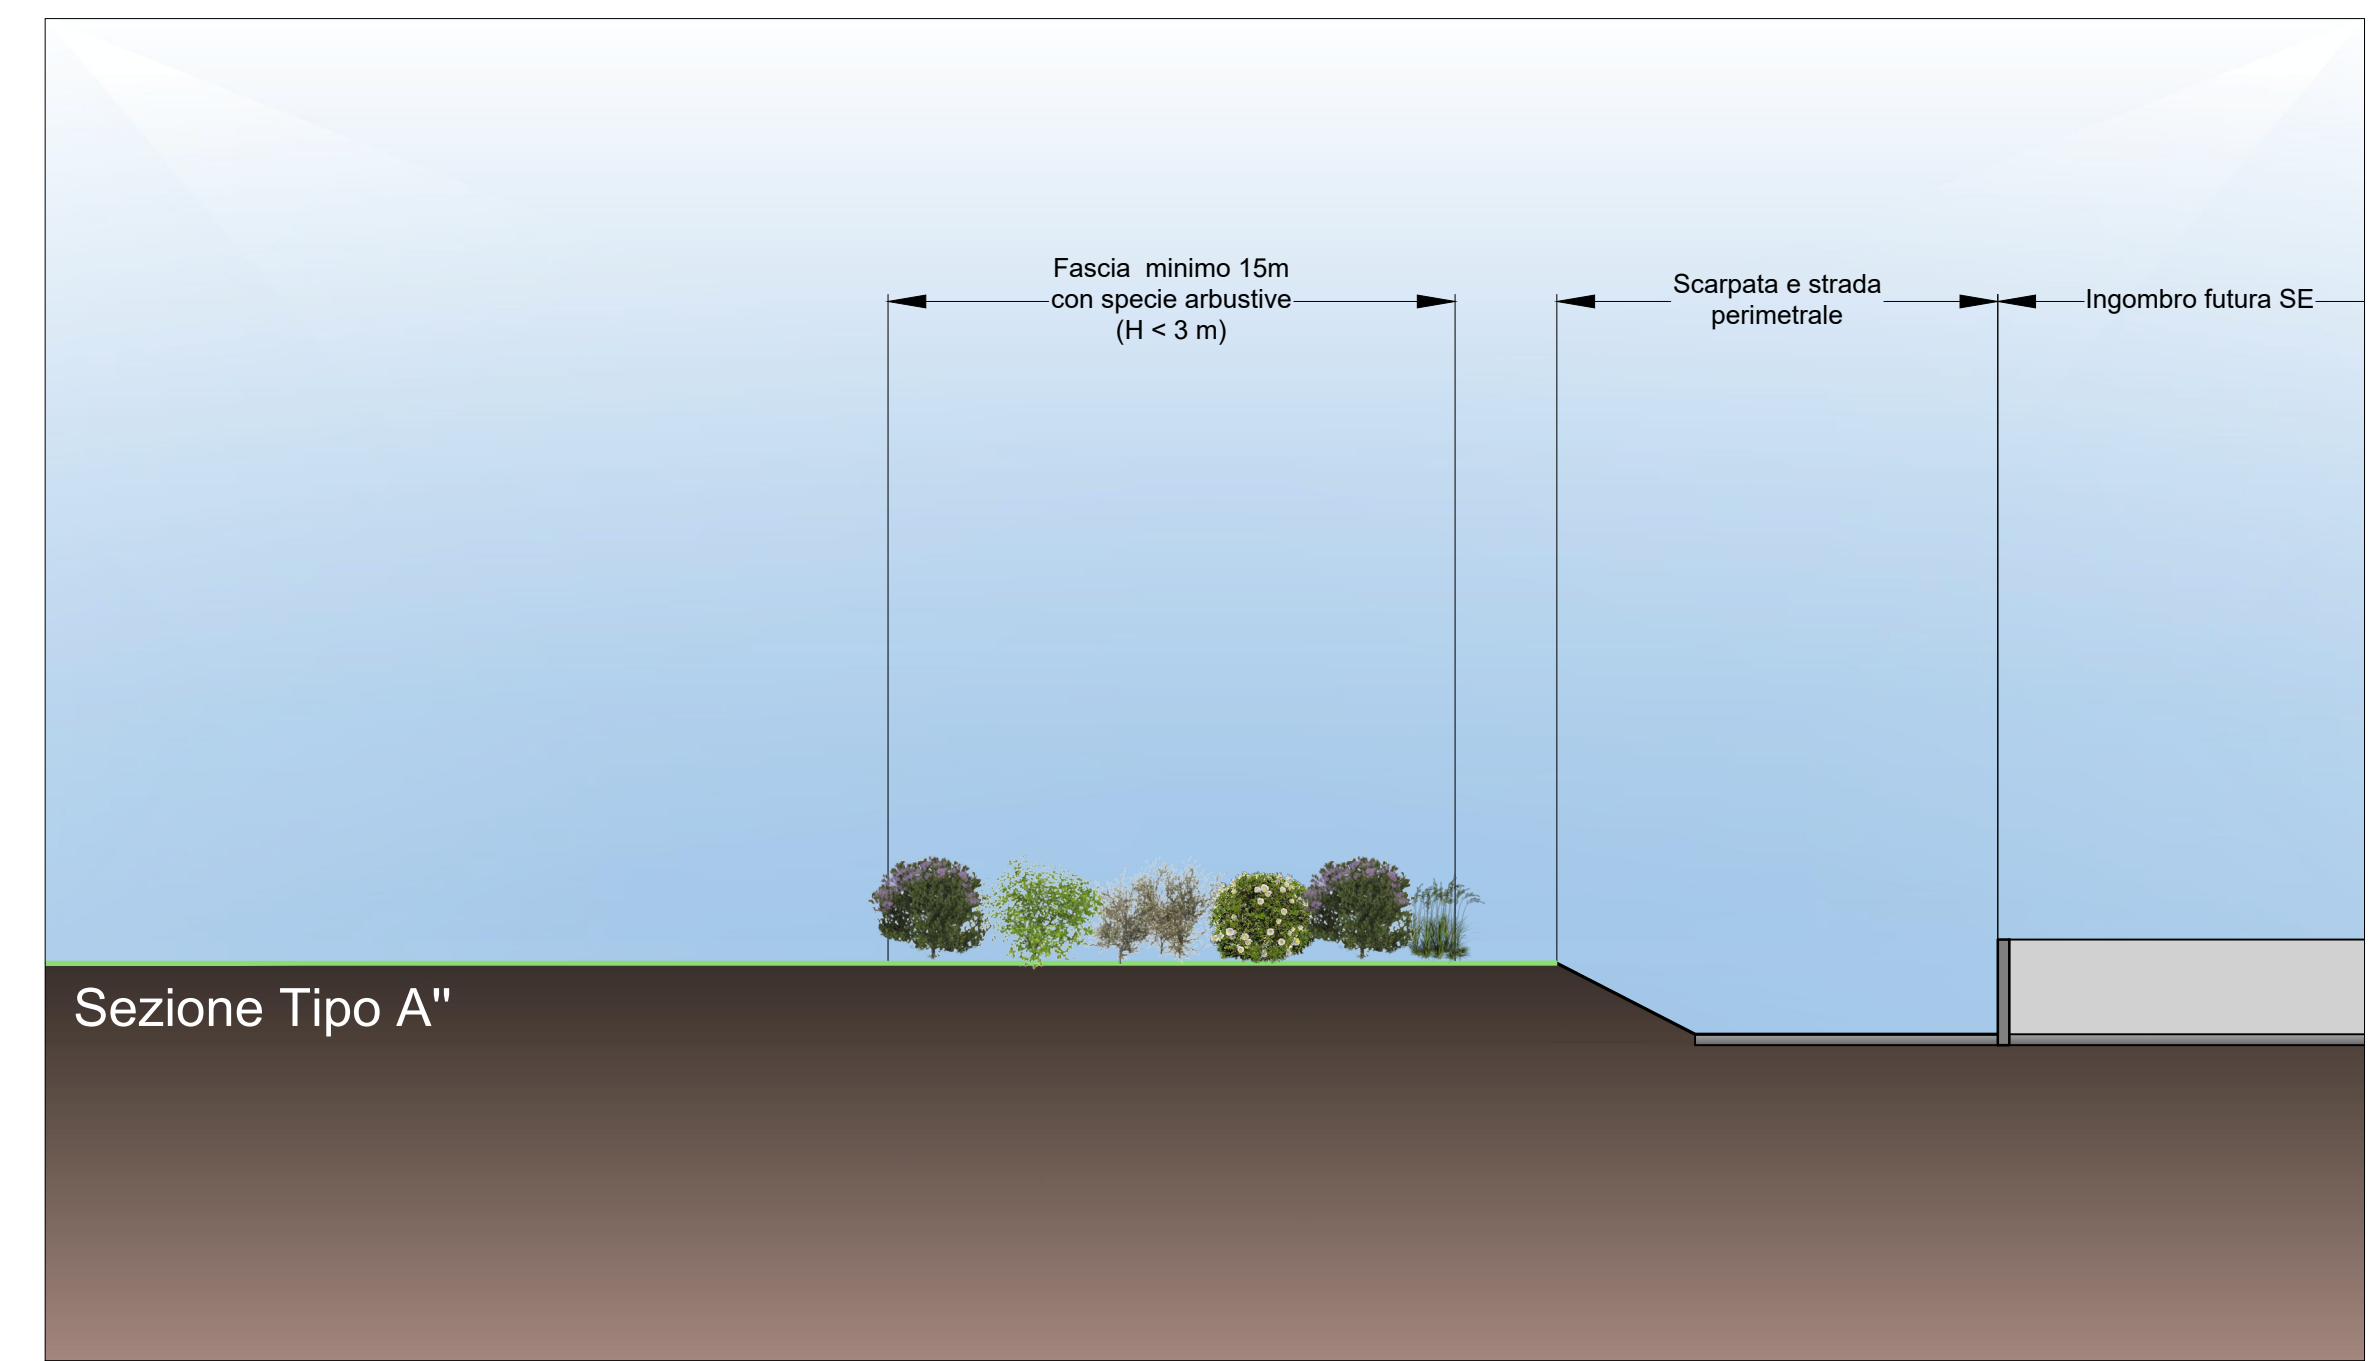 Fascia  minimo 15m
con specie arbustive
(H < 3 m)
Scarpata e strada
perimetrale
Ingombro futura SE
Sezione Tipo A"